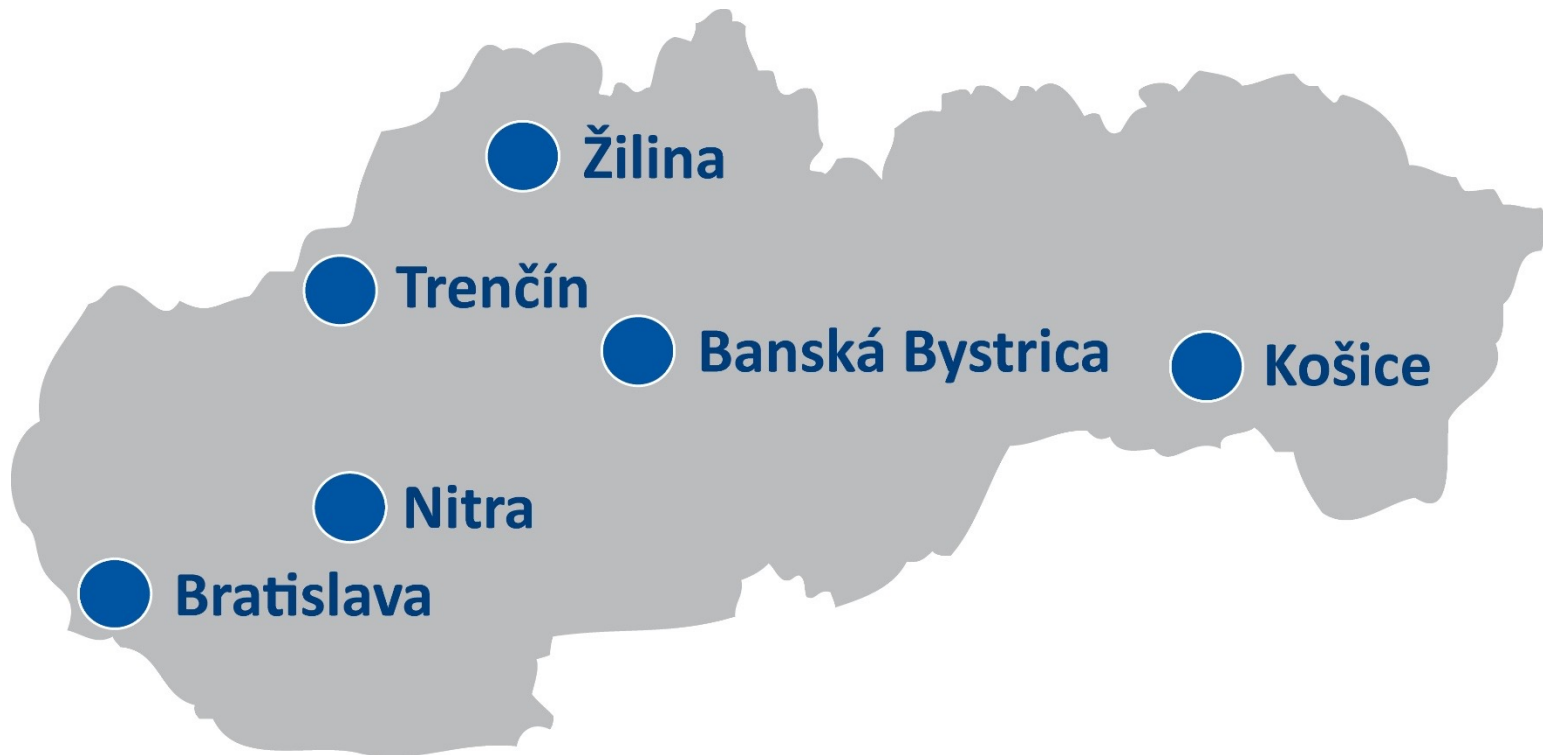 Žilina
Trenčín
Banská Bystrica
Košice
Nitra
Bratislava